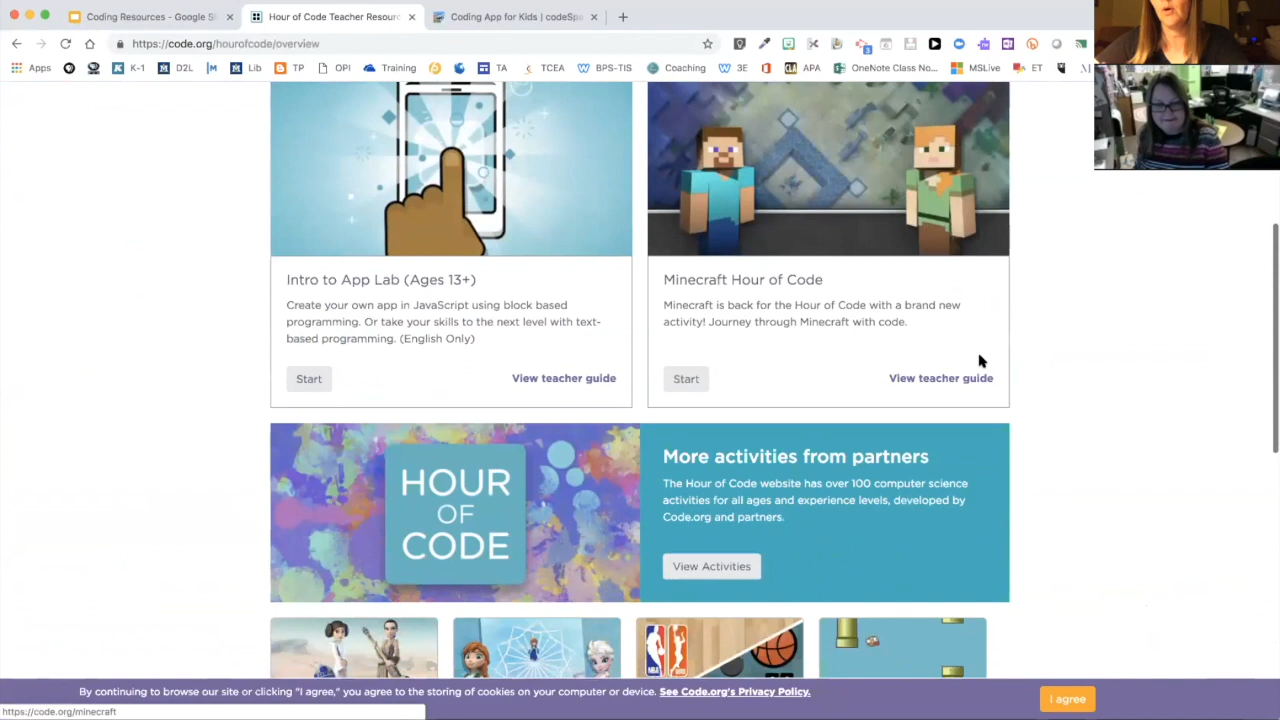 Coding Resources - Google Sl
Hour of Code Teacher Resourc
Coding App for Kids | codeSpa
https://code.org/hourofcode/overview
Apps
K-1
D2L
Lib
TP
OPI
Training
TA
TCEA
BPS-TIS
Coaching
3E
APA
OneNote Class No...
MSLive
ET
Intro to App Lab (Ages 13+)
Create your own app in JavaScript using block based
programming. Or take your skills to the next level with text-
based programming. (English Only)
Start
View teacher guide
Minecraft Hour of Code
Minecraft is back for the Hour of Code with a brand new
activity! Journey through Minecraft with code.
Start
View teacher guide
HOUR
OF
CODE
More activities from partners
The Hour of Code website has over 100 computer science
activities for all ages and experience levels, developed by
Code.org and partners.
View Activities
By continuing to browse our site or clicking "I agree," you agree to the storing of cookies on your computer or device. See Code.org's Privacy Policy.
I agree
https://code.org/minecraft